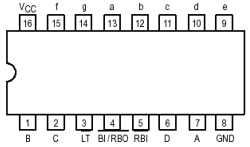 VCC f g a b c d e
16 15 14 13 12 11 10 9
1 2 3 4 5 6 7 8
B C LT BI/RBO RBI D A GND